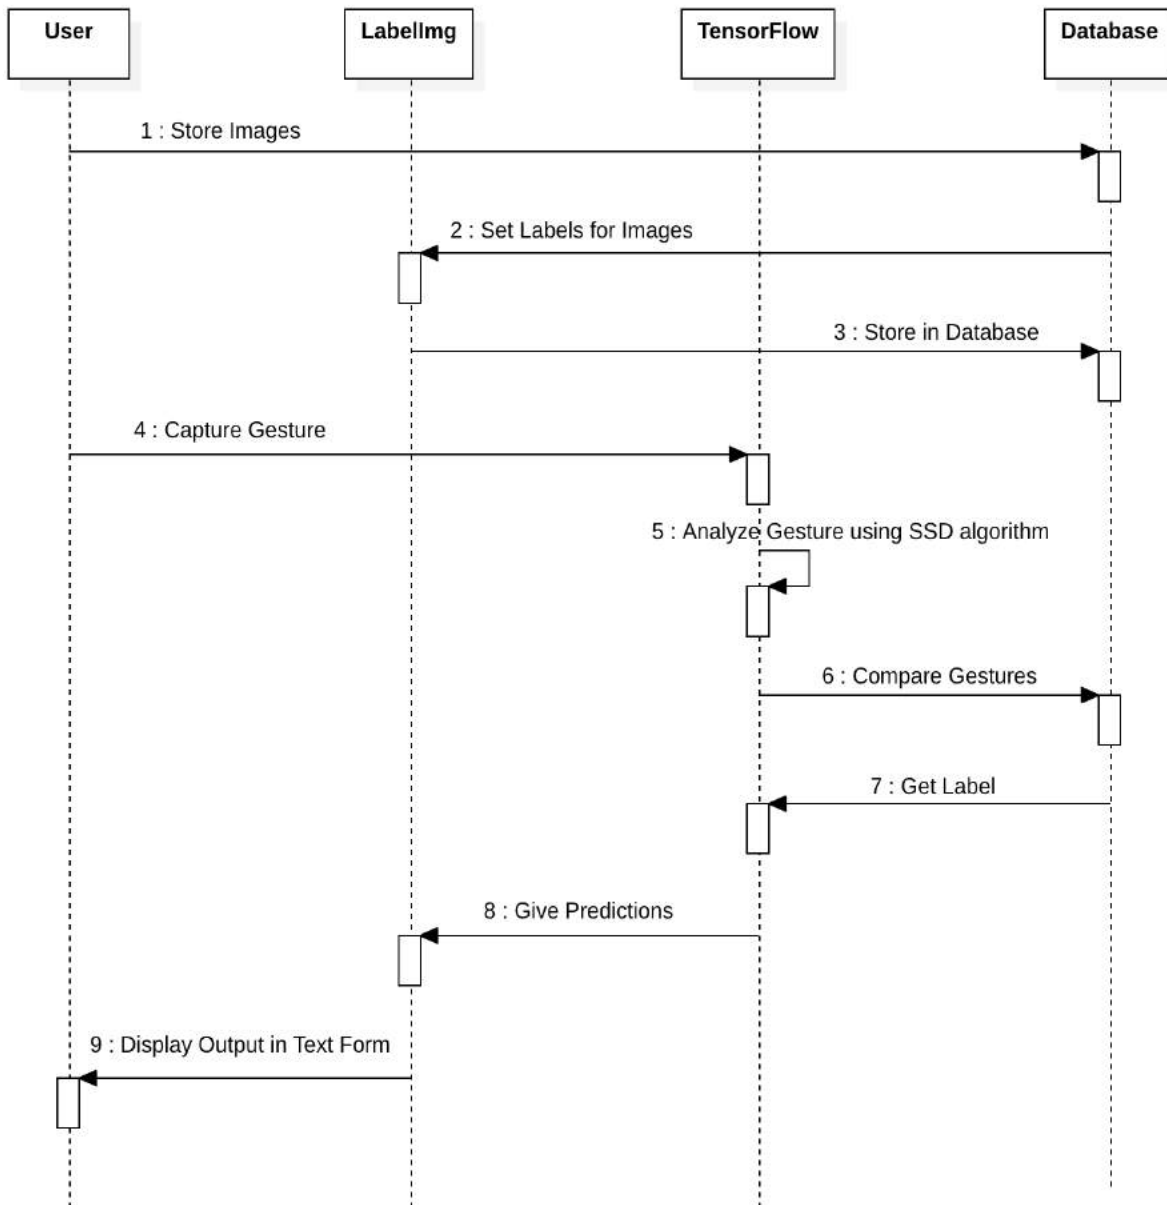 User
LabelImg
TensorFlow
Database
1 : Store Images
2 : Set Labels for Images
3 : Store in Database
4 : Capture Gesture
5 : Analyze Gesture using SSD algorithm
6 : Compare Gestures
7 : Get Label
8 : Give Predictions
9 : Display Output in Text Form